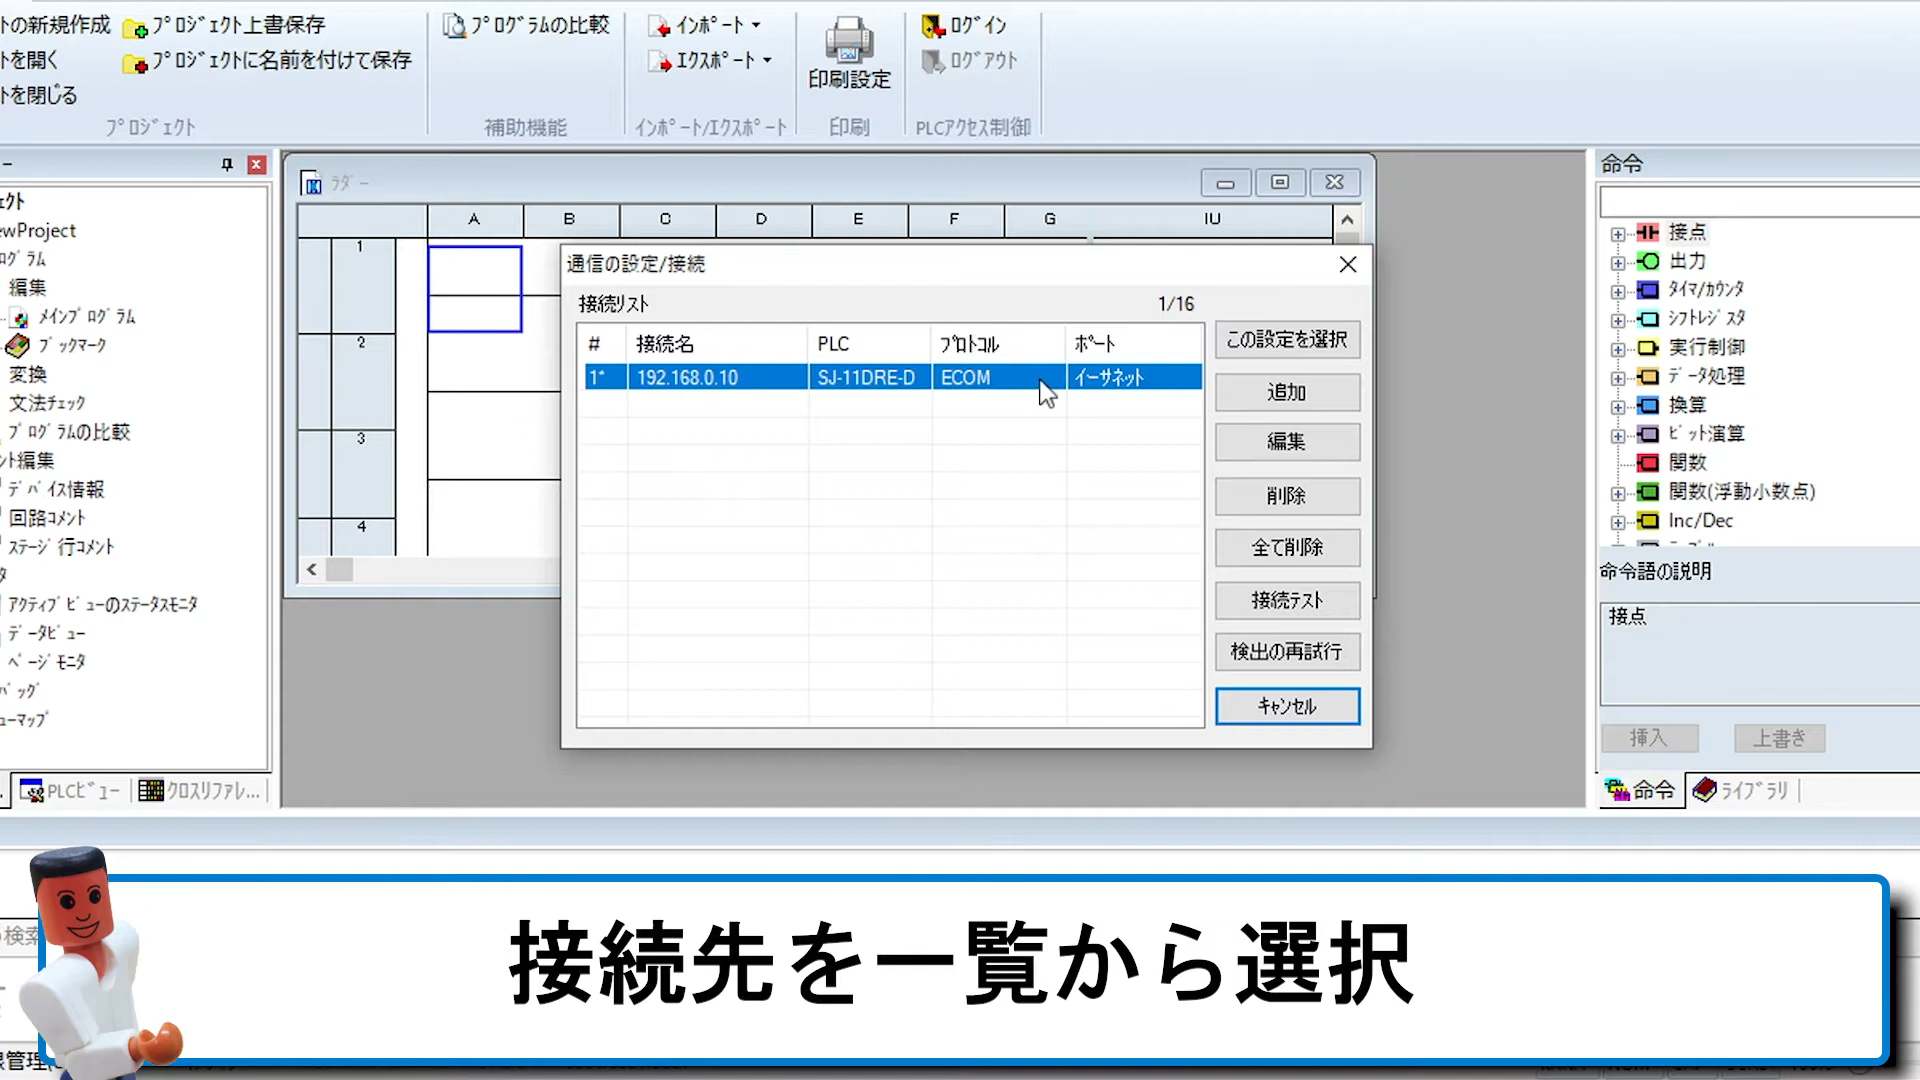 トの新規作成
プロジェクト上書保存
プログラムの比較
インポート
ログイン
トを開く
プロジェクトに名前を付けて保存
エクスポート
印刷設定
ログアウト
トを閉じる
プロジェクト
補助機能
インポート/エクスポート
印刷
PLCアクセス制御
ラダー
命令
ェクト
ewProject
ログラム
編集
メインプログラム
ブックマーク
変換
文法チェック
プログラムの比較
ント編集
デバイス情報
回路コメント
ステージ行コメント
タ
アクティブビューのステータスモニタ
データビュー
ページモニタ
バッグ
ューマップ
PLCビュー
クロスリファレ...
A B C D E F G IU
1
2
3
4
通信の設定/接続
接続リスト 1/16
# 接続名 PLC プロトコル ポート
1* 192.168.0.10 SJ-11DRE-D ECOM イーサネット
この設定を選択
追加
編集
削除
全て削除
接続テスト
検出の再試行
キャンセル
接点
出力
タイマ/カウンタ
シフトレジスタ
実行制御
データ処理
換算
ビット演算
関数
関数(浮動小数点)
Inc/Dec
命令語の説明
接点
挿入 上書き
命令 ライブラリ
検索
接続先を一覧から選択